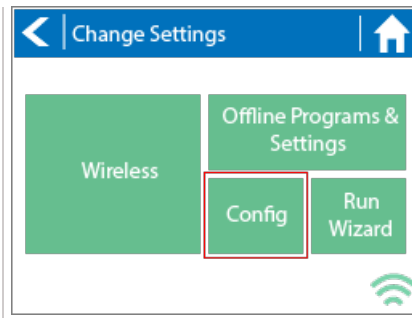 Change Settings
Wireless
Offline Programs &
Settings
Config
Run
Wizard